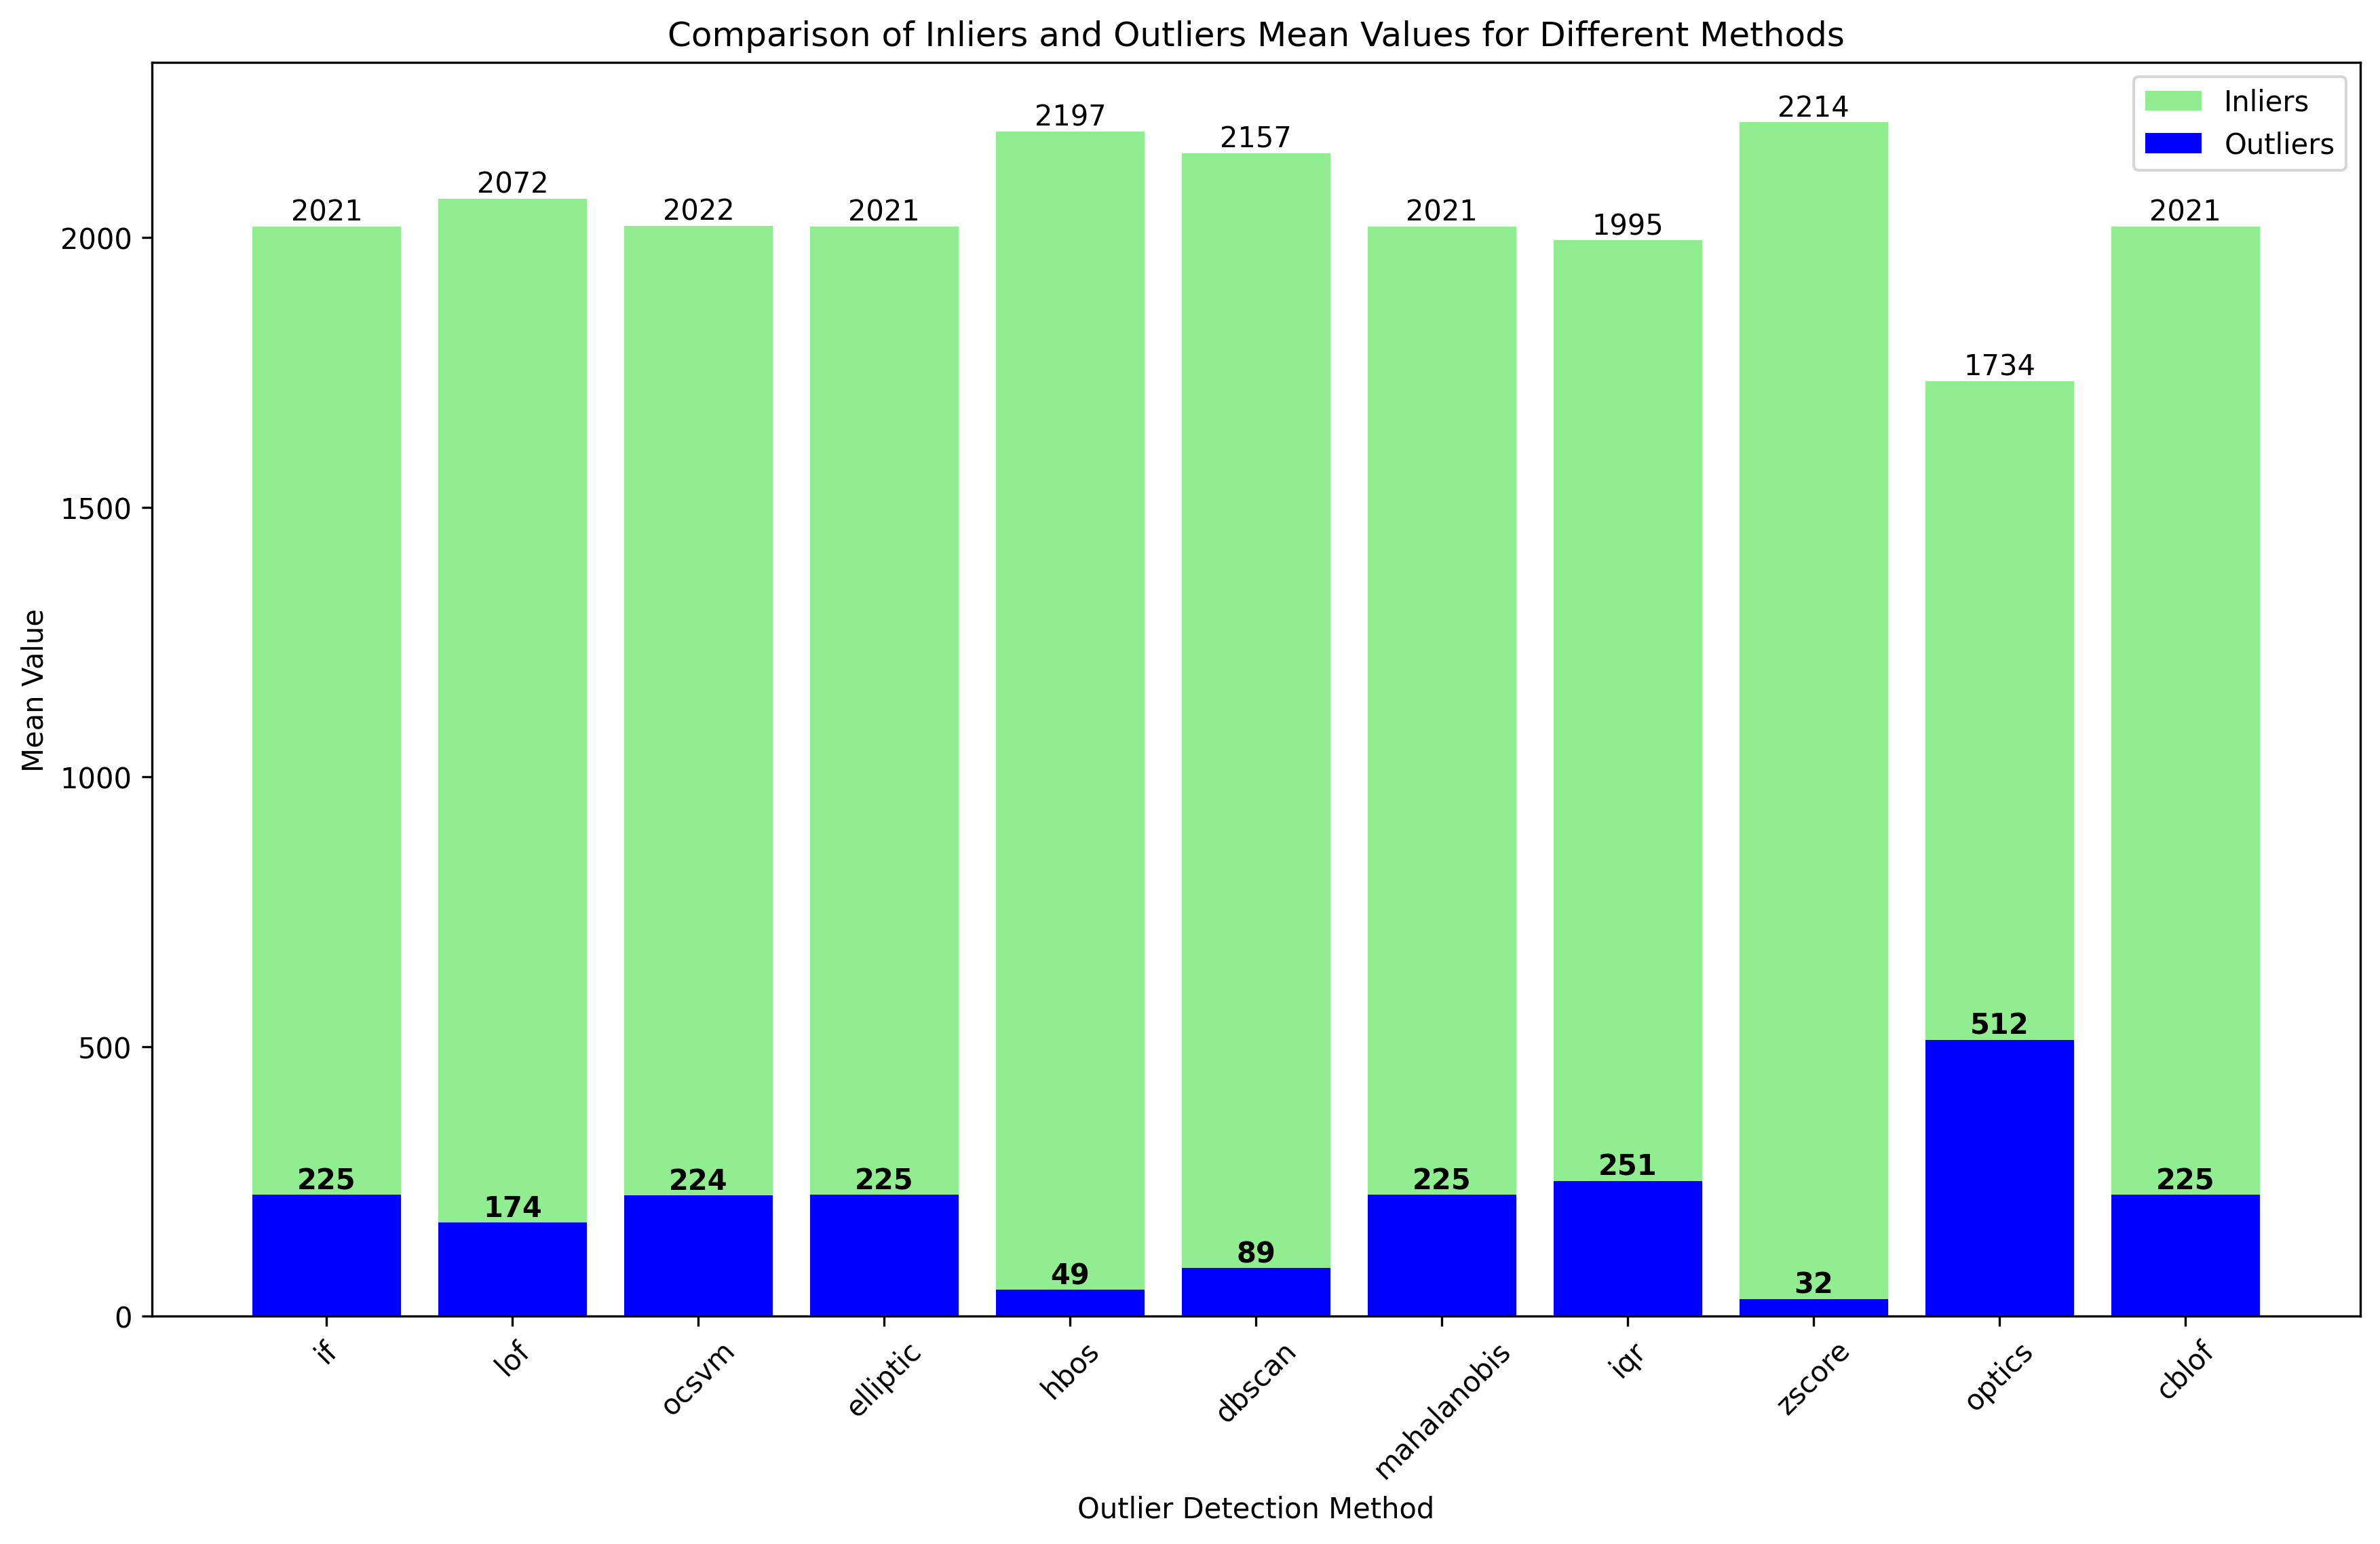 Comparison of Inliers and Outliers Mean Values for Different Methods
Inliers
Outliers
2021
2072
2022
2021
2197
2157
2021
1995
2214
1734
2021
225
174
224
225
49
89
225
251
32
512
225
2000
1500
1000
500
0
Mean Value
if
lof
ocsvm
elliptic
hbos
dbscan
mahalanobis
iqr
zscore
optics
cblof
Outlier Detection Method